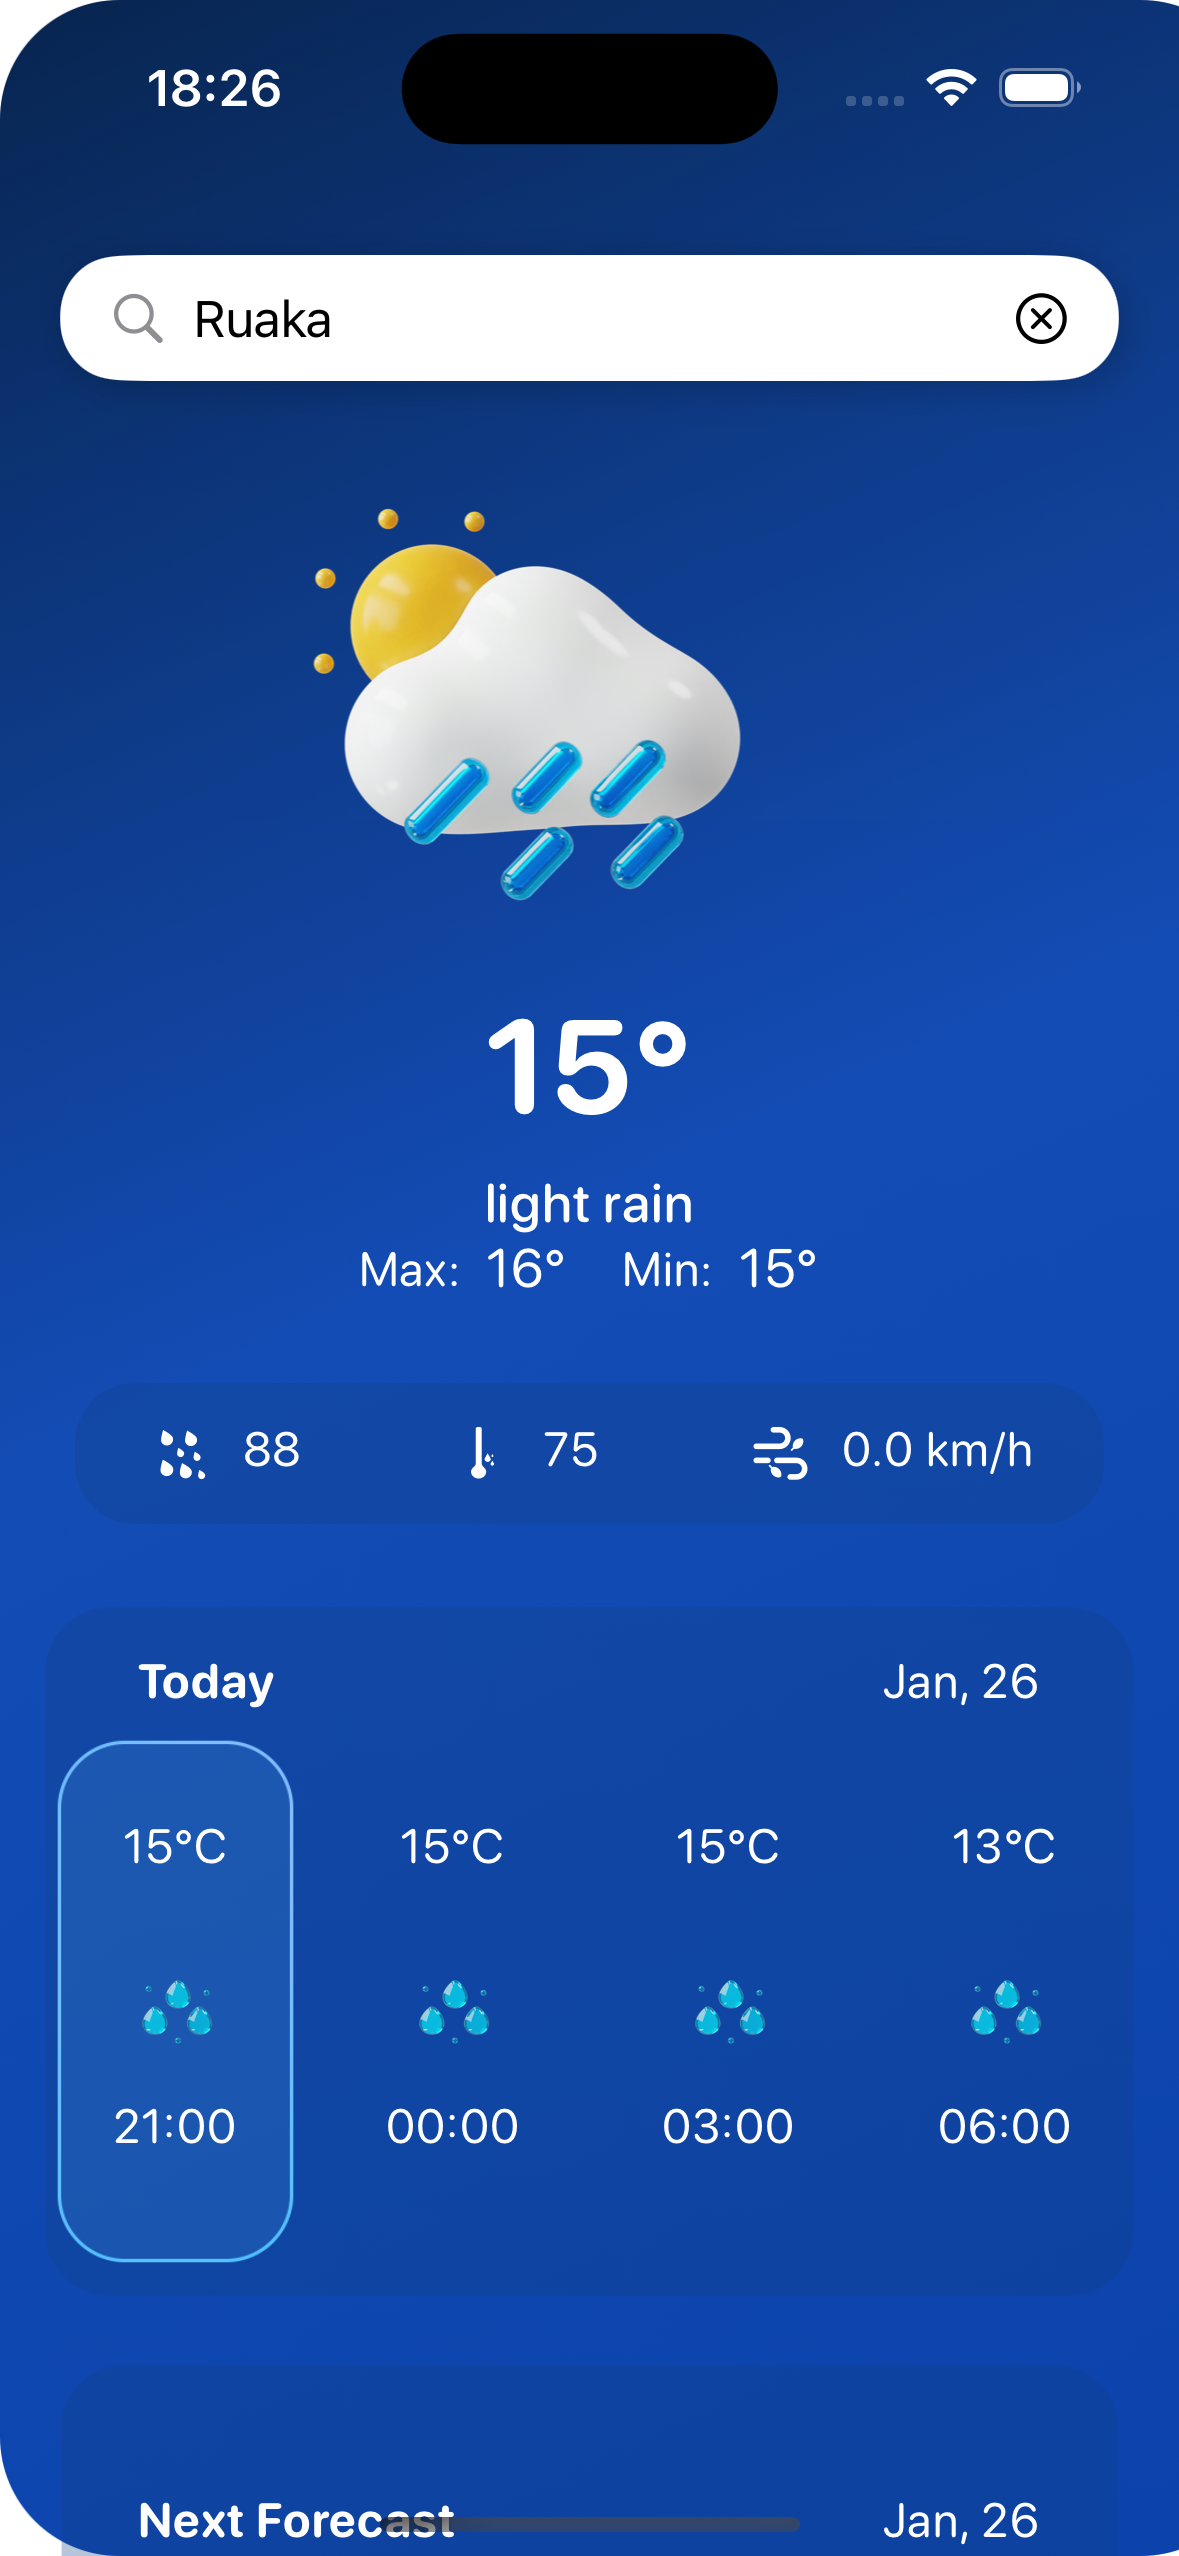 18:26
Ruaka
15°
light rain
Max: 16° Min: 15°
88 75 0.0 km/h
Today Jan, 26
15°C 15°C 15°C 13°C
21:00 00:00 03:00 06:00
Next Forecast Jan, 26